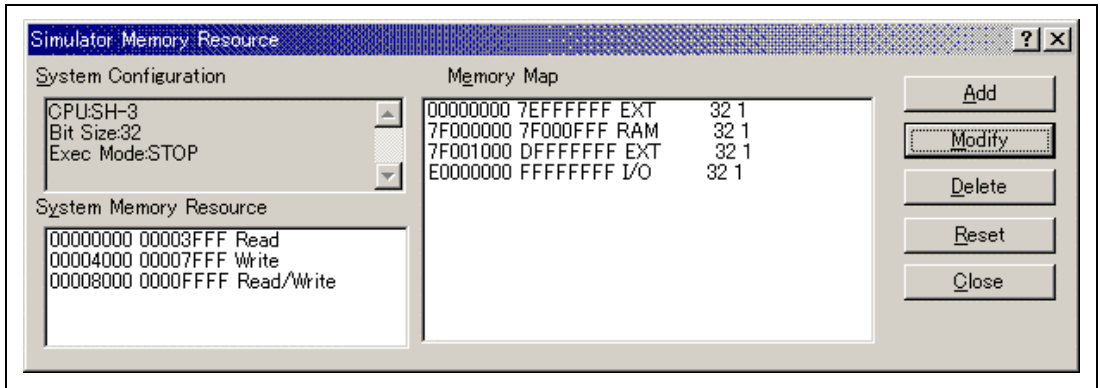 Simulator Memory Resource
System Configuration
CPU:SH-3
Bit Size:32
Exec Mode:STOP
System Memory Resource
00000000 00003FFF Read
00004000 00007FFF Write
00008000 0000FFFF Read/Write
Memory Map
00000000 7EFFFFFF EXT 32 1
7F000000 7F000FFF RAM 32 1
7F001000 DFFFFFFF EXT 32 1
E0000000 FFFFFFFF I/O 32 1
Add
Modify
Delete
Reset
Close